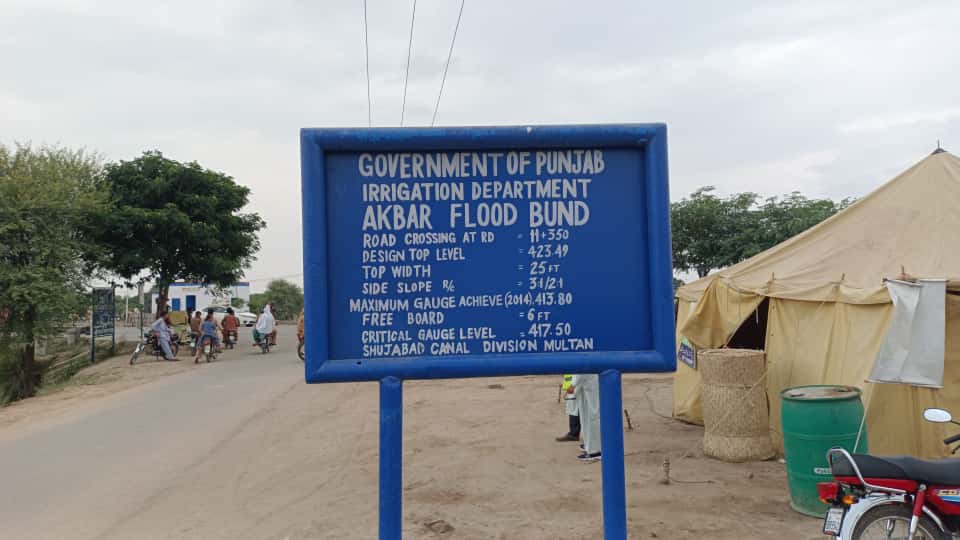 GOVERNMENT OF PUNJAB
IRRIGATION DEPARTMENT
AKBAR FLOOD BUND
ROAD CROSSING AT RD = 11+350
DESIGN TOP LEVEL = 423.49
TOP WIDTH = 25 FT
SIDE SLOPE R/C = 3:1/2:1
MAXIMUM GAUGE ACHIEVE (2014). 413.80
FREE BOARD = 6 FT
CRITICAL GAUGE LEVEL = 417.50
SHUJABAD CANAL DIVISION MULTAN